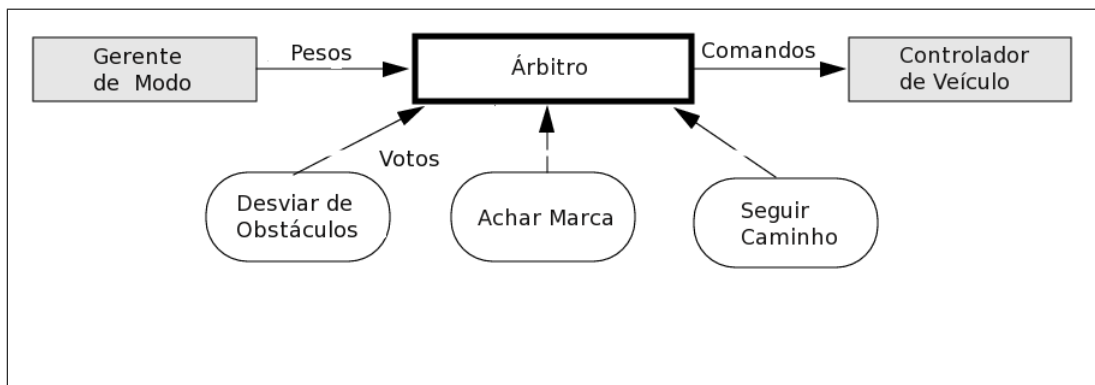 Gerente
de Modo
Pesos
Árbitro
Comandos
Controlador
de Veículo
Votos
Desviar de
Obstáculos
Achar Marca
Seguir
Caminho